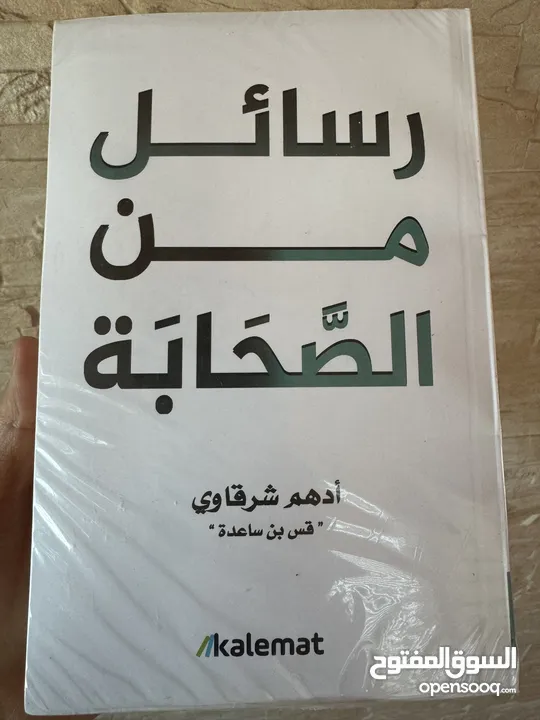 رسائل
من
الصَّحَابَة
أدهم شرقاوي
"قس بن ساعدة"
kalemat
السوق المفتوح
opensooq.com